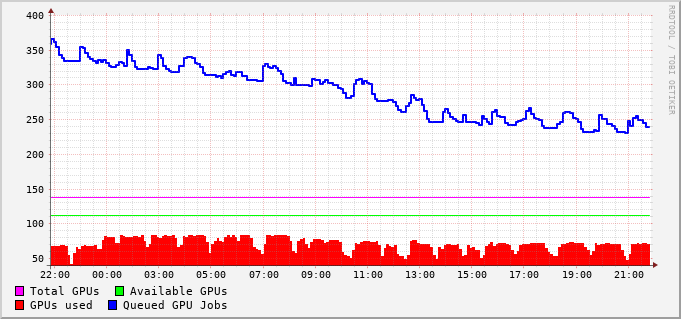 400
350
300
250
200
150
100
50
22:00 00:00 03:00 05:00 07:00 09:00 11:00 13:00 15:00 17:00 19:00 21:00
Total GPUs Available GPUs
GPUs used Queued GPU Jobs
RRDTOOL / TOBI OETIKER